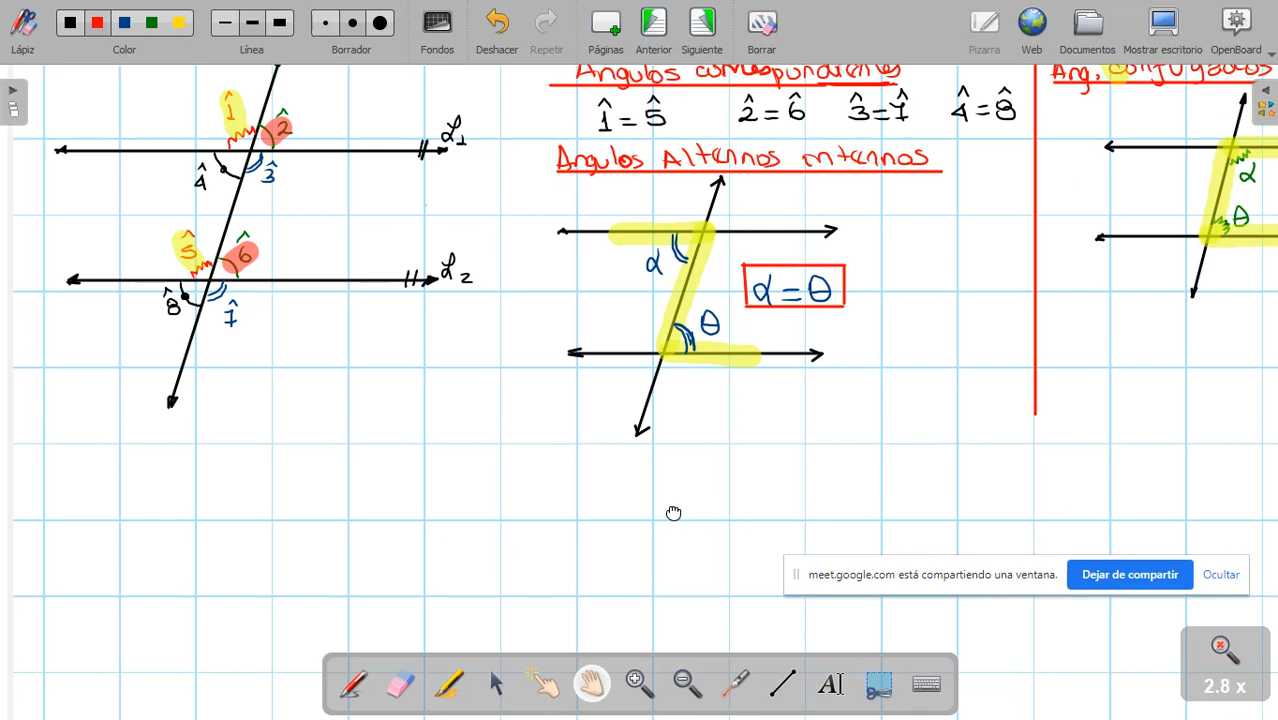 Lápiz Color Línea Borrador Fondos Deshacer Repetir Páginas Anterior Siguiente Borrar Pizarra Web Documentos Mostrar escritorio OpenBoard
Angulos correspondientes
1̂ = 5̂ 2̂ = 6̂ 3̂ = 7̂ 4̂ = 8̂
Angulos Alternos internos
α
θ
α = θ
Ang. conjugados
α
θ
1̂
2̂
L1
4̂
3̂
5̂
6̂
L2
8̂
7̂
meet.google.com está compartiendo una ventana. Dejar de compartir Ocultar
2.8 x